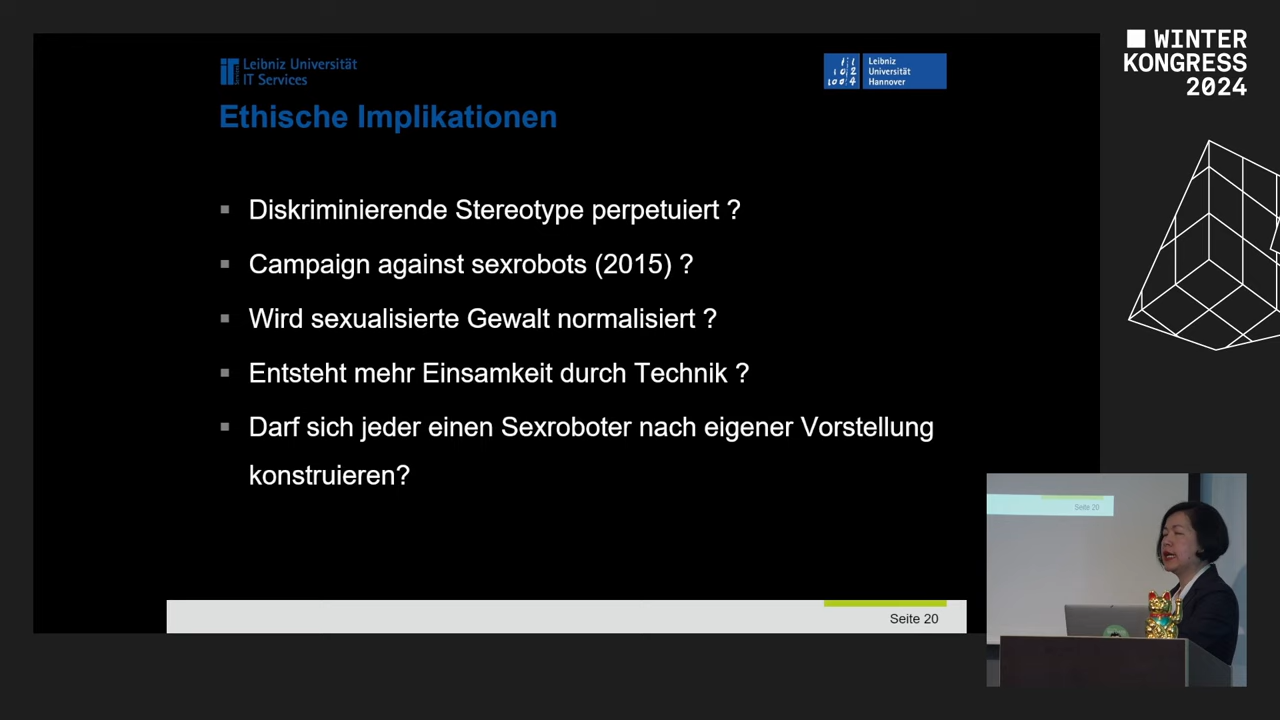 Leibniz Universität
IT Services
Leibniz
Universität
Hannover
WINTER
KONGRESS
2024
Ethische Implikationen
Diskriminierende Stereotype perpetuiert ?
Campaign against sexrobots (2015) ?
Wird sexualisierte Gewalt normalisiert ?
Entsteht mehr Einsamkeit durch Technik ?
Darf sich jeder einen Sexroboter nach eigener Vorstellung
konstruieren?
Seite 20
Seite 20